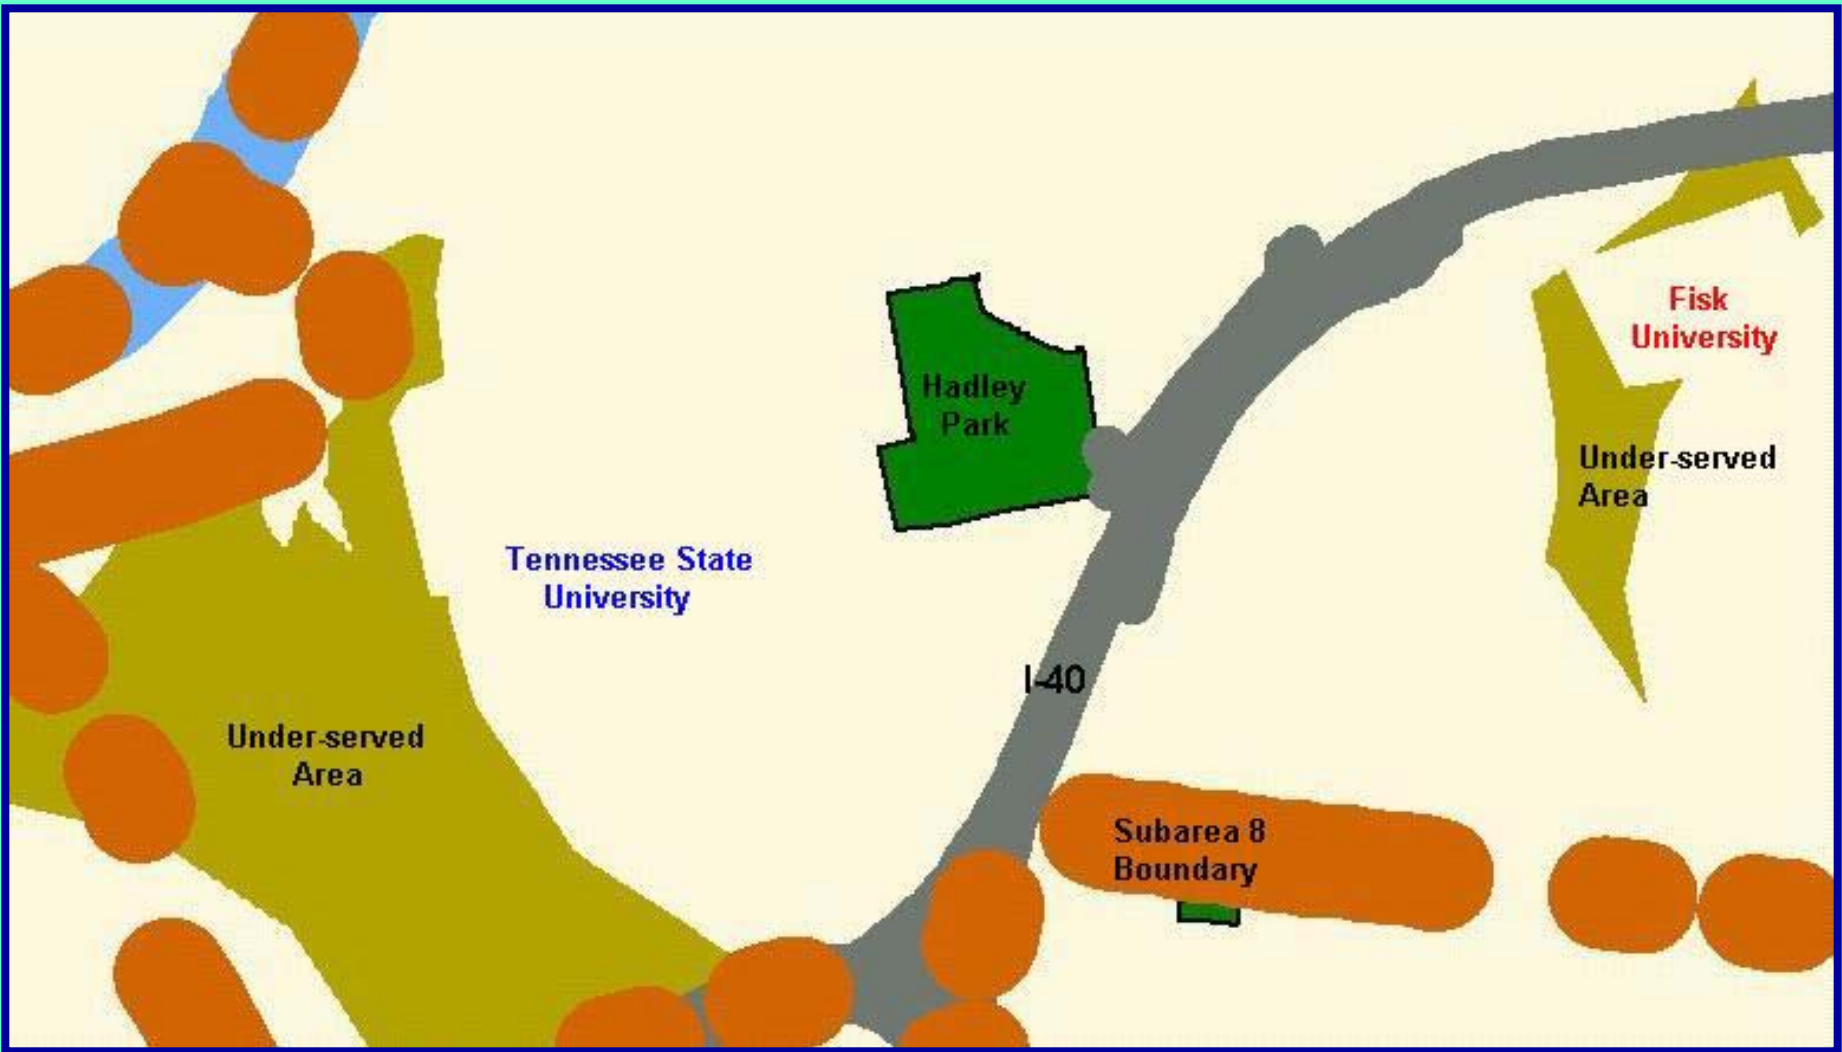 Fisk
University
Hadley
Park
Under-served
Area
Tennessee State
University
I-40
Under-served
Area
Subarea 8
Boundary